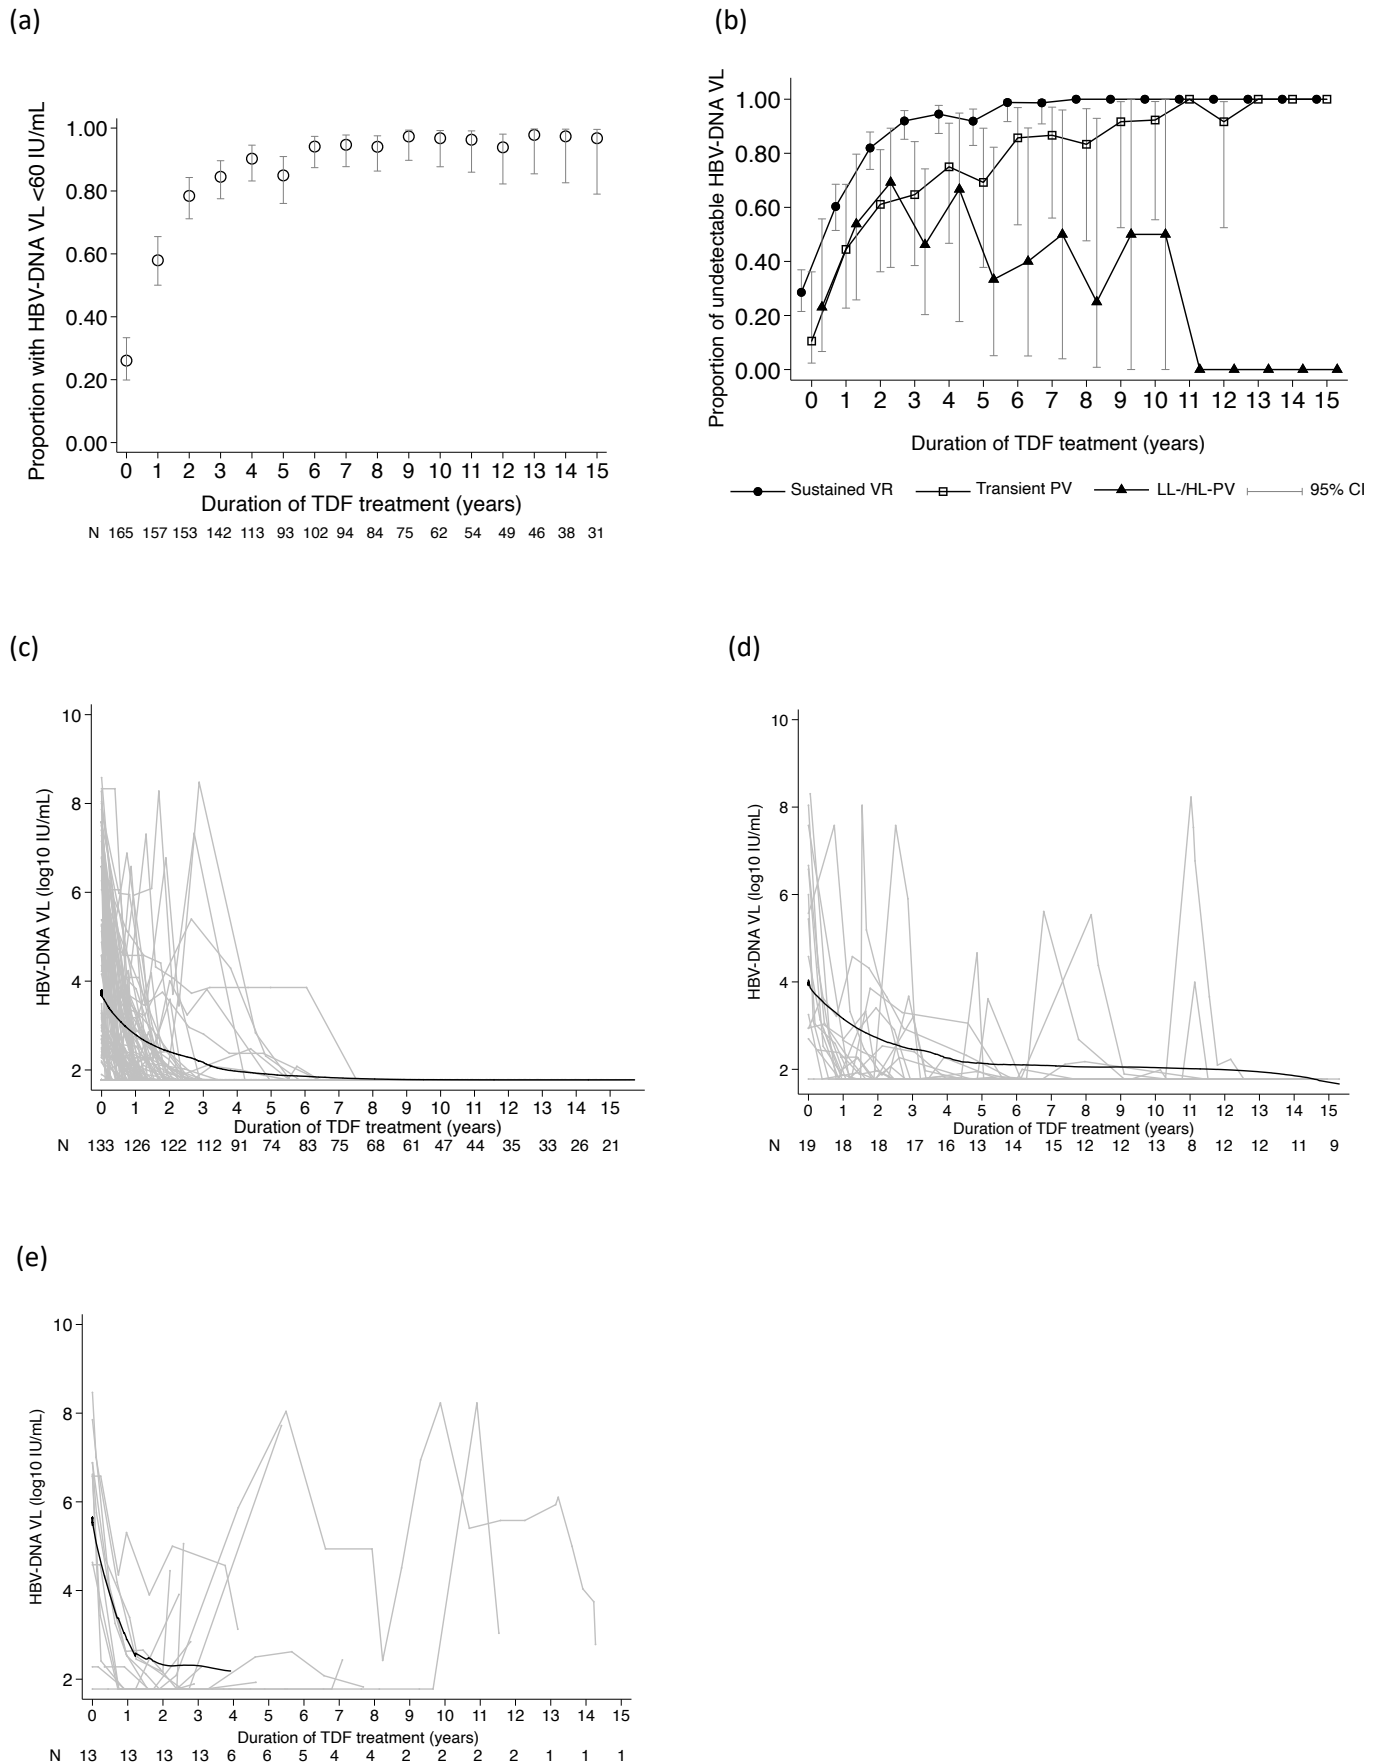 (a)
Proportion with HBV-DNA VL <60 IU/mL
1.00
0.80
0.60
0.40
0.20
0.00
0 1 2 3 4 5 6 7 8 9 10 11 12 13 14 15
Duration of TDF treatment (years)
N 165 157 153 142 113 93 102 94 84 75 62 54 49 46 38 31
(b)
Proportion of undetectable HBV-DNA VL
1.00
0.80
0.60
0.40
0.20
0.00
0 1 2 3 4 5 6 7 8 9 10 11 12 13 14 15
Duration of TDF teatment (years)
Sustained VR Transient PV LL-/HL-PV 95% CI
(c)
HBV-DNA VL (log10 IU/mL)
10
8
6
4
2
0 1 2 3 4 5 6 7 8 9 10 11 12 13 14 15
Duration of TDF treatment (years)
N 133 126 122 112 91 74 83 75 68 61 47 44 35 33 26 21
(d)
HBV-DNA VL (log10 IU/mL)
10
8
6
4
2
0 1 2 3 4 5 6 7 8 9 10 11 12 13 14 15
Duration of TDF treatment (years)
N 19 18 18 17 16 13 14 15 12 12 13 8 12 12 11 9
(e)
HBV-DNA VL (log10 IU/mL)
10
8
6
4
2
0 1 2 3 4 5 6 7 8 9 10 11 12 13 14 15
Duration of TDF treatment (years)
N 13 13 13 13 6 6 5 4 4 2 2 2 2 1 1 1